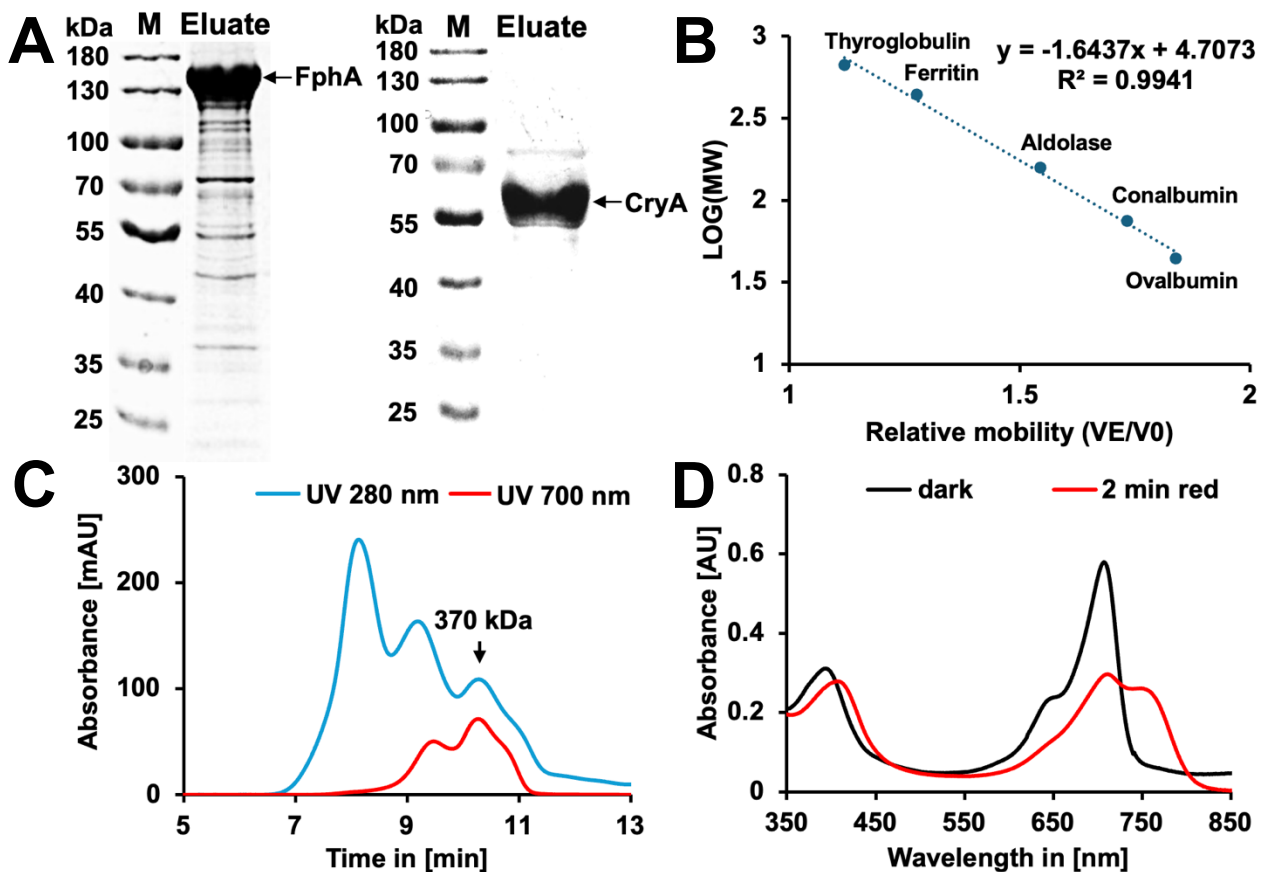 A
kDa M Eluate
180
130
100
70
55
40
35
25
FphA
kDa M Eluate
180
130
100
70
55
40
35
25
CryA
B
3
2.5
2
1.5
1
1
1.5
2
LOG(MW)
Relative mobility (VE/V0)
Thyroglobulin
Ferritin
Aldolase
Conalbumin
Ovalbumin
y = -1.6437x + 4.7073
R² = 0.9941
C
300
200
100
0
5 7 9 11 13
Absorbance [mAU]
Time in [min]
UV 280 nm UV 700 nm
370 kDa
D
0.8
0.6
0.4
0.2
0
350 450 550 650 750 850
Absorbance [AU]
Wavelength in [nm]
dark 2 min red